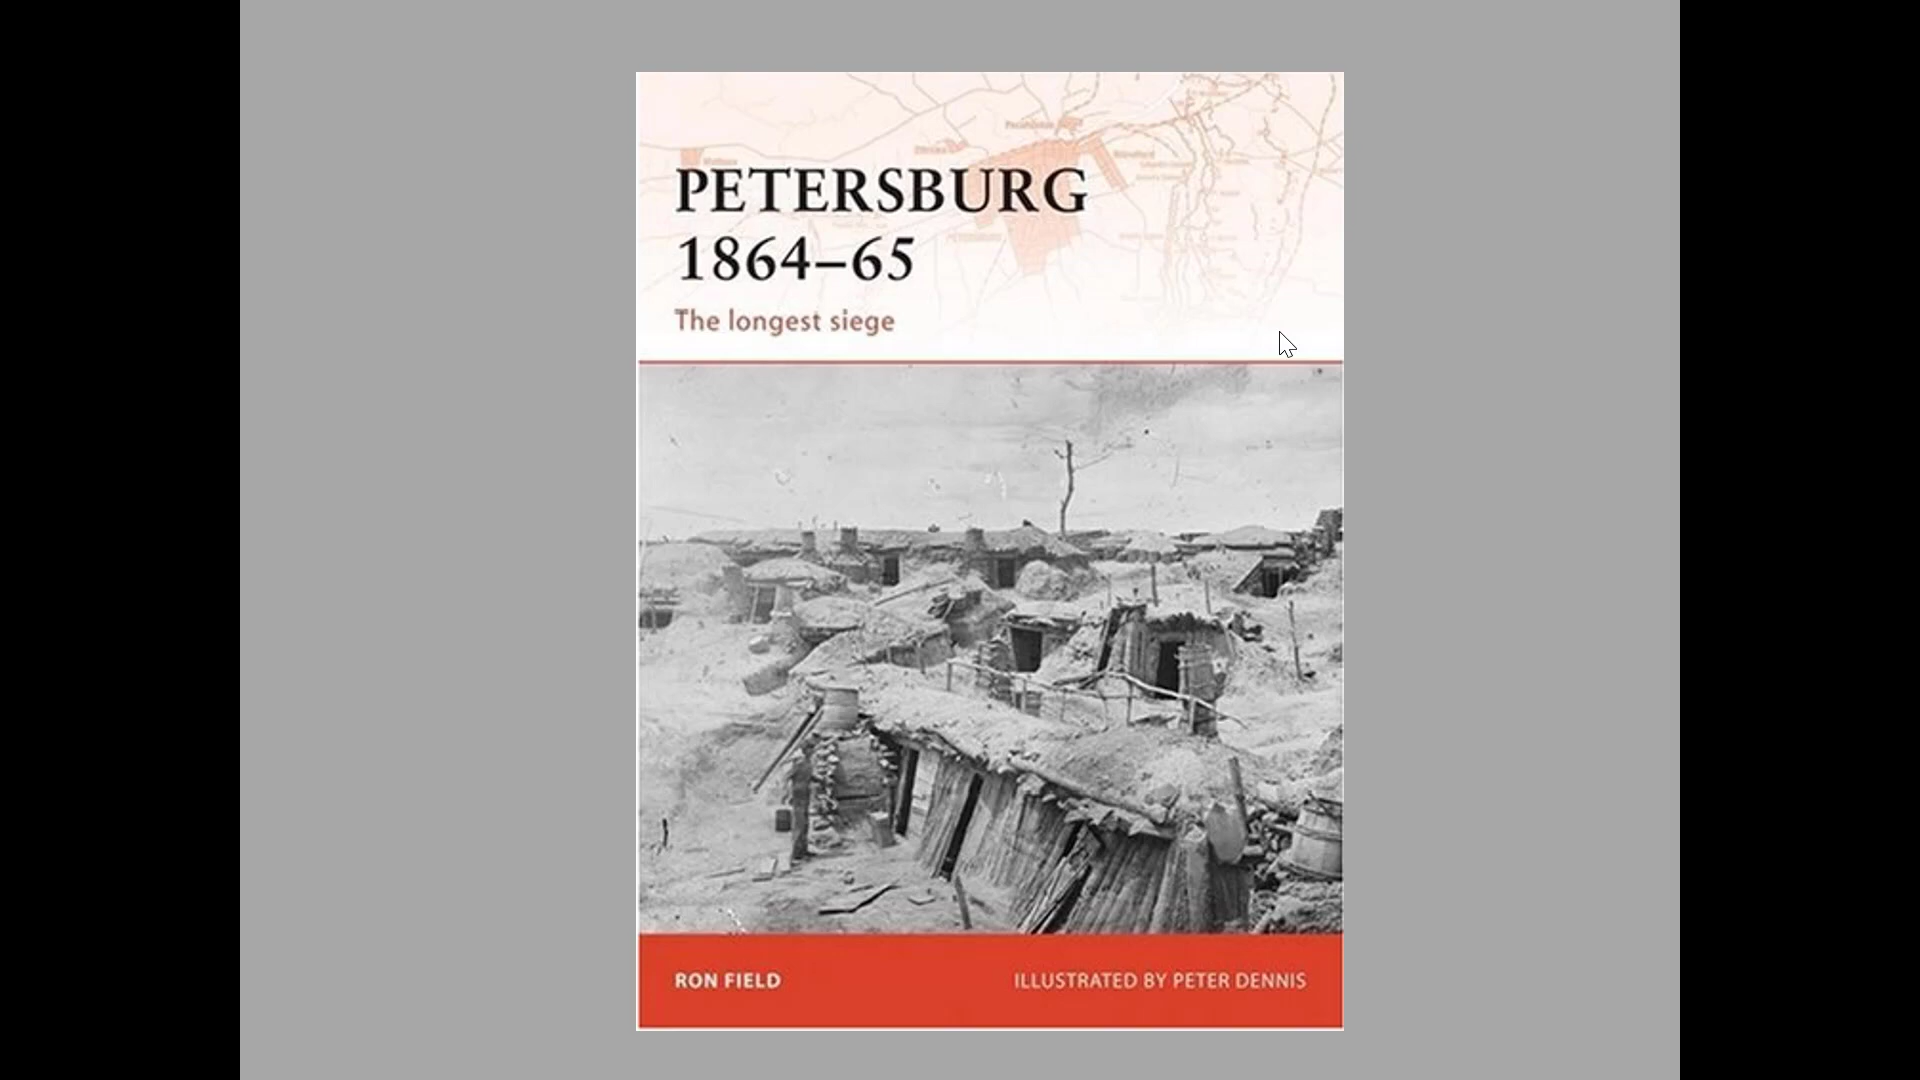 PETERSBURG
1864–65
The longest siege
RON FIELD
ILLUSTRATED BY PETER DENNIS